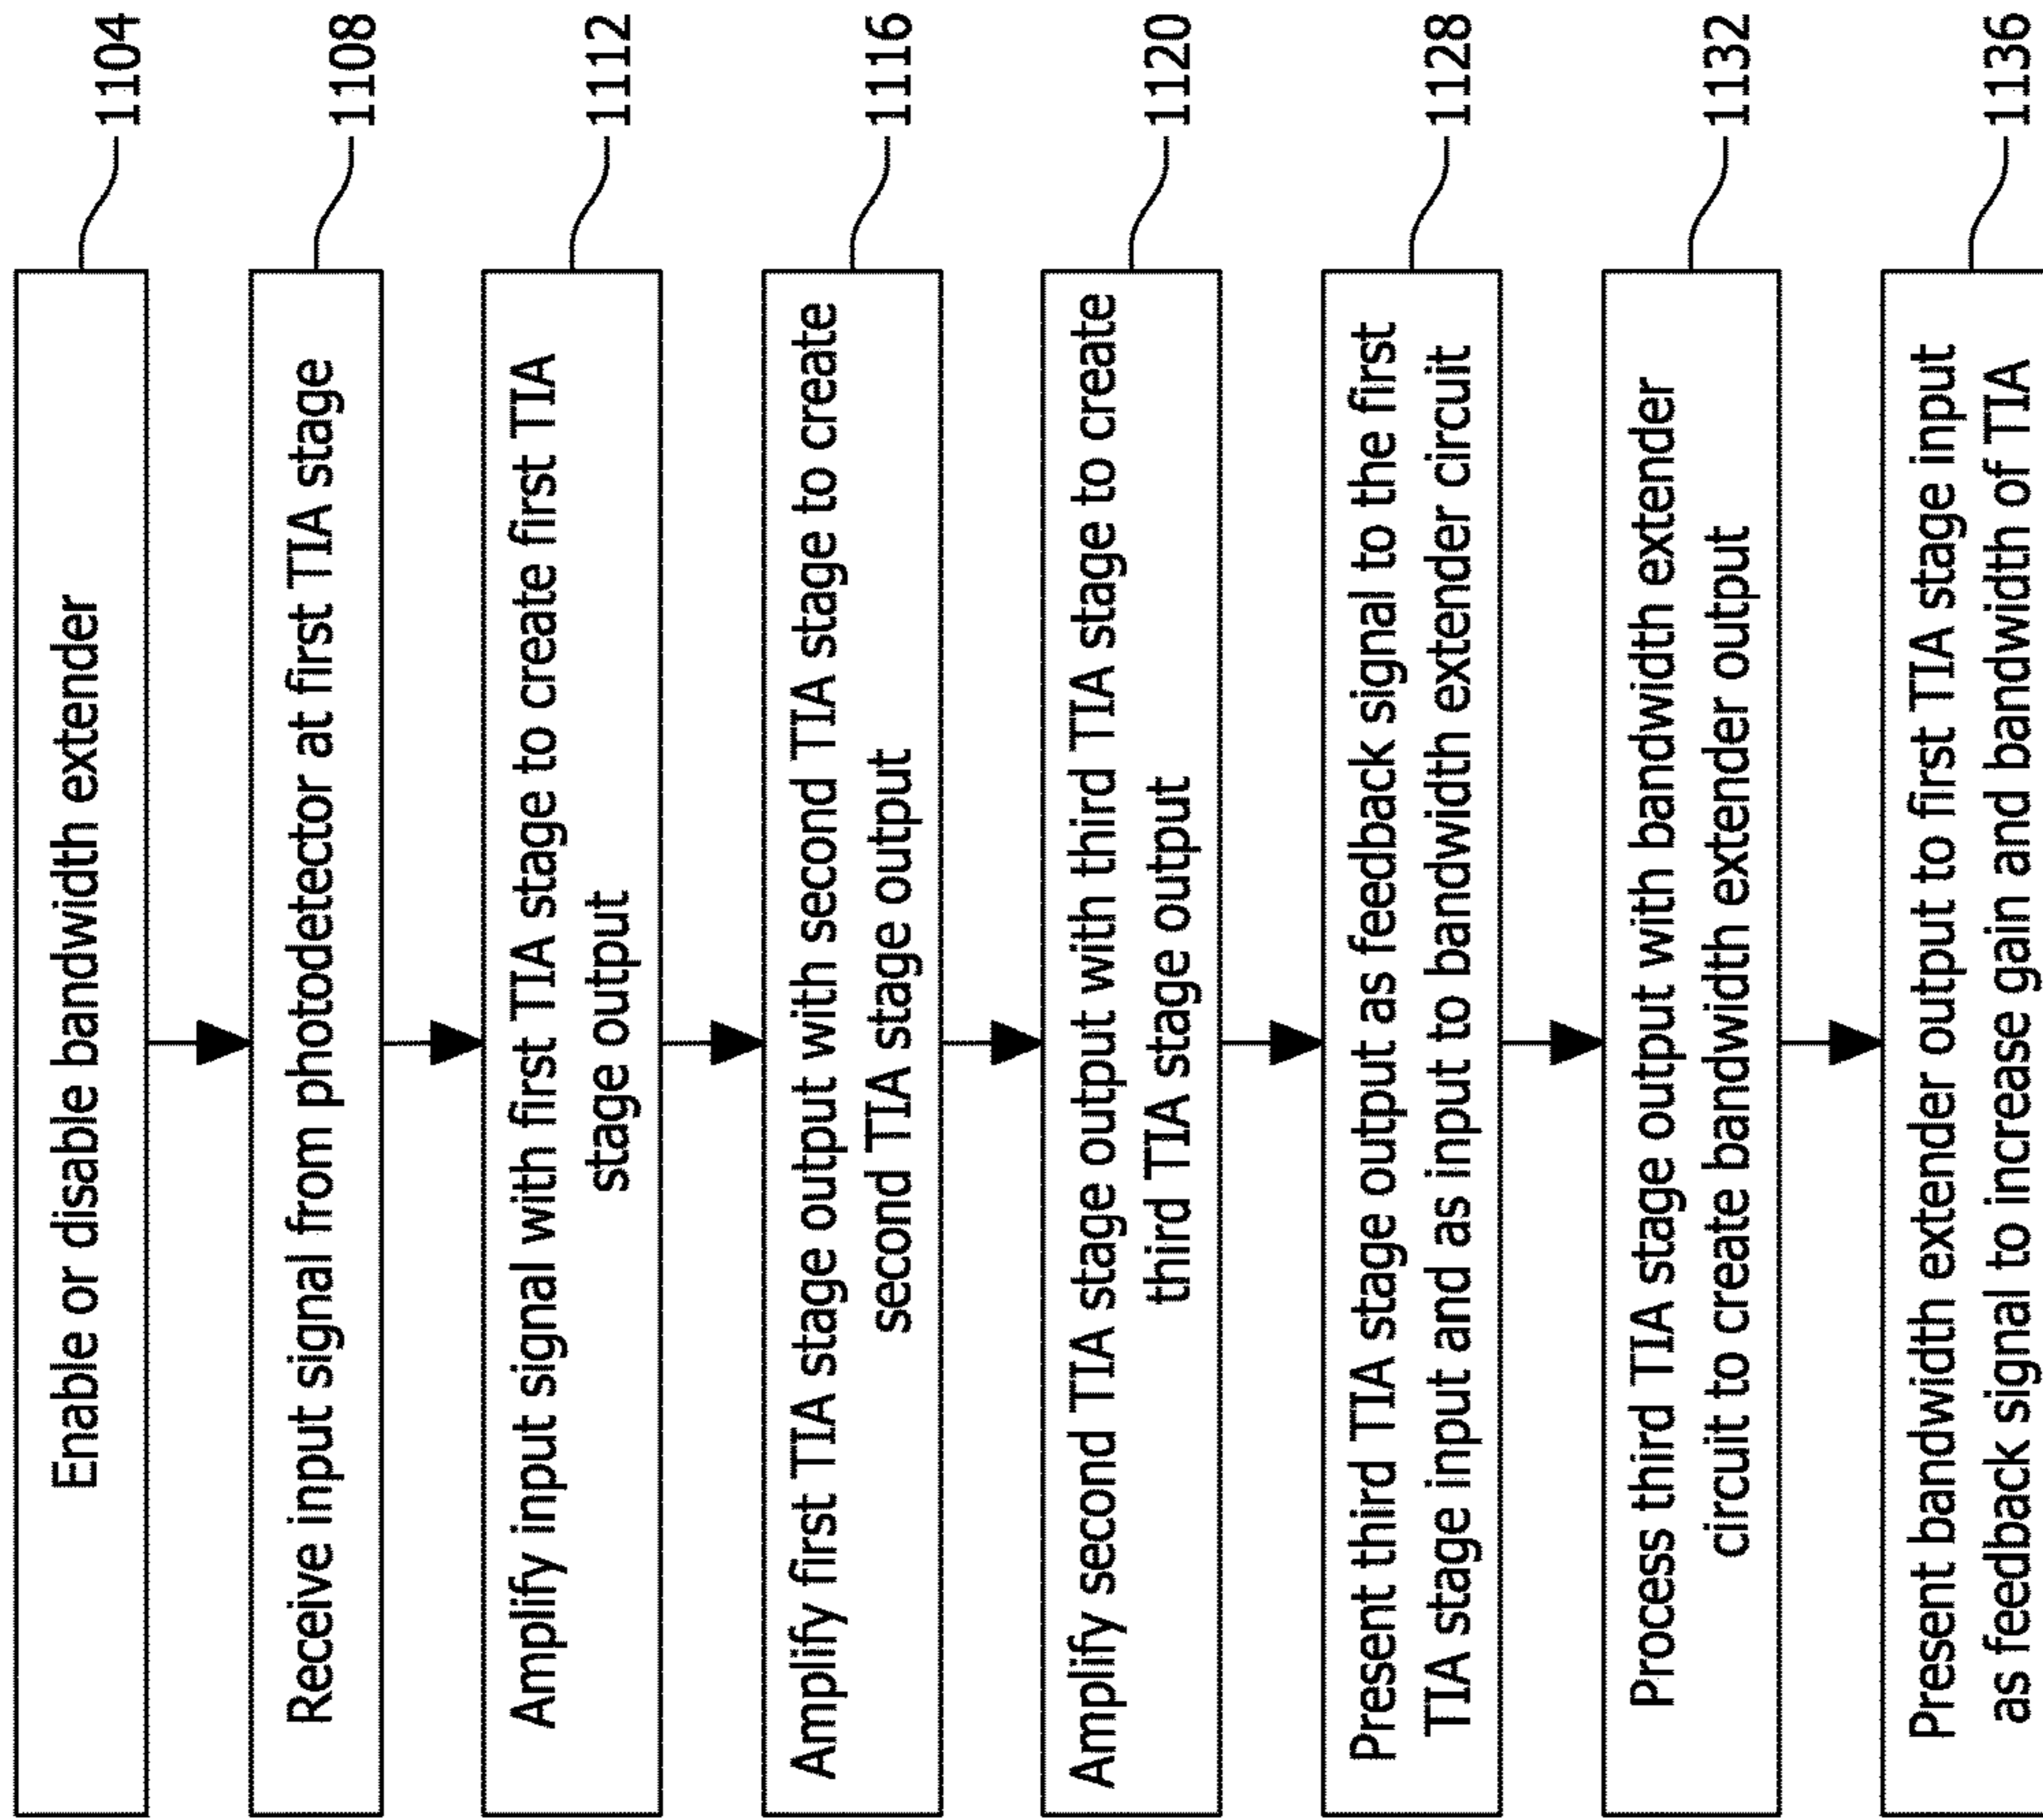 Enable or disable bandwidth extender
1104
Receive input signal from photodetector at first TIA stage
1108
Amplify input signal with first TIA stage to create first TIA
stage output
1112
Amplify first TIA stage output with second TIA stage to create
second TIA stage output
1116
Amplify second TIA stage output with third TIA stage to create
third TIA stage output
1120
Present third TIA stage output as feedback signal to the first
TIA stage input and as input to bandwidth extender circuit
1128
Process third TIA stage output with bandwidth extender
circuit to create bandwidth extender output
1132
Present bandwidth extender output to first TIA stage input
as feedback signal to increase gain and bandwidth of TIA
1136